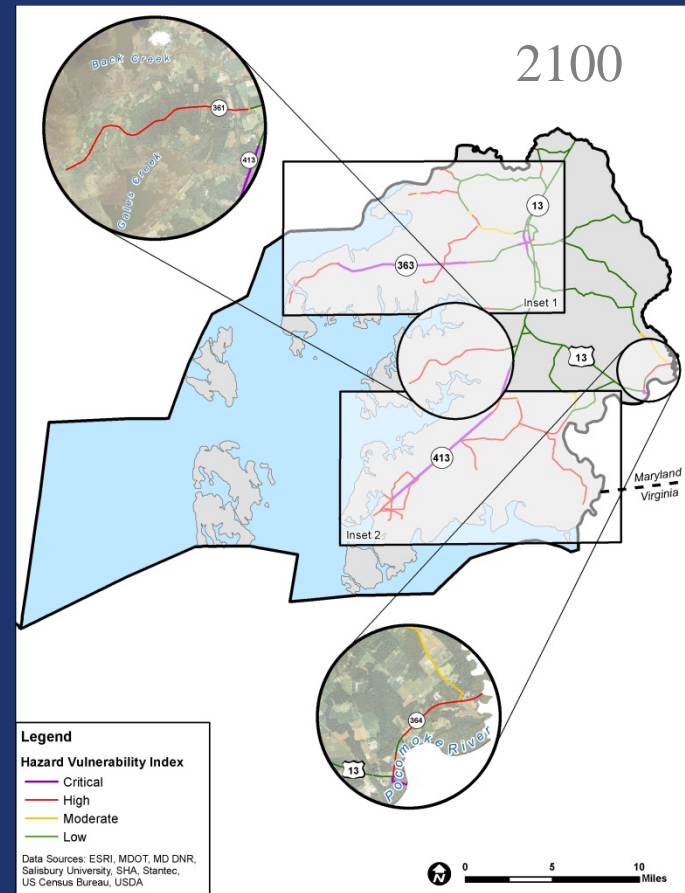 2100
Back Creek
361
413
Gales Creek
13
363
Inset 1
13
413
Maryland
Virginia
Inset 2
364
13
Pocomoke River
Legend
Hazard Vulnerability Index
Critical
High
Moderate
Low
Data Sources: ESRI, MDOT, MD DNR,
Salisbury University, SHA, Stantec,
US Census Bureau, USDA
N
0 5 10
Miles